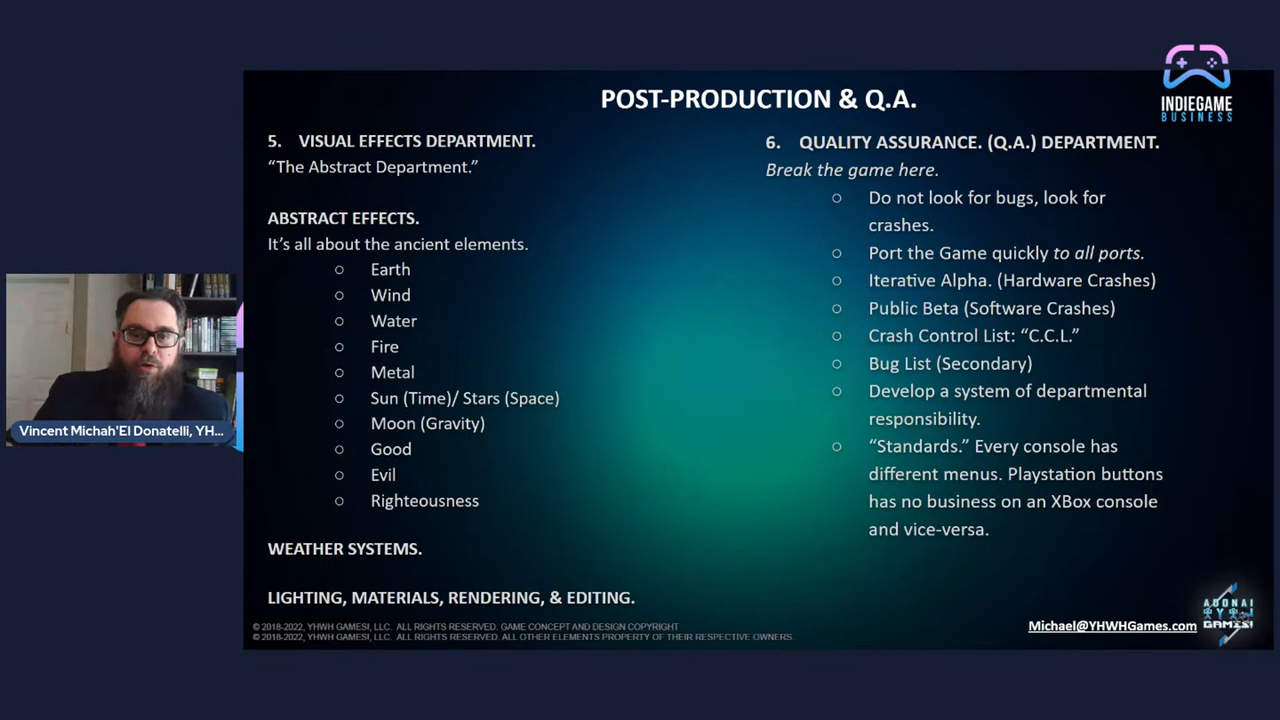 POST-PRODUCTION & Q.A.
INDIEGAME
BUSINESS
5. VISUAL EFFECTS DEPARTMENT.
“The Abstract Department.”
ABSTRACT EFFECTS.
It’s all about the ancient elements.
○ Earth
○ Wind
○ Water
○ Fire
○ Metal
○ Sun (Time)/ Stars (Space)
○ Moon (Gravity)
○ Good
○ Evil
○ Righteousness
WEATHER SYSTEMS.
LIGHTING, MATERIALS, RENDERING, & EDITING.
6. QUALITY ASSURANCE. (Q.A.) DEPARTMENT.
Break the game here.
○ Do not look for bugs, look for
crashes.
○ Port the Game quickly to all ports.
○ Iterative Alpha. (Hardware Crashes)
○ Public Beta (Software Crashes)
○ Crash Control List: “C.C.L.”
○ Bug List (Secondary)
○ Develop a system of departmental
responsibility.
○ “Standards.” Every console has
different menus. Playstation buttons
has no business on an XBox console
and vice-versa.
Vincent Michah'El Donatelli, YH...
© 2018-2022, YHWH GAMES!, LLC. ALL RIGHTS RESERVED. GAME CONCEPT AND DESIGN COPYRIGHT
© 2018-2022, YHWH GAMES!, LLC. ALL RIGHTS RESERVED. ALL OTHER ELEMENTS PROPERTY OF THEIR RESPECTIVE OWNERS.
Michael@YHWHGames.com
ADONAI
GAMES!